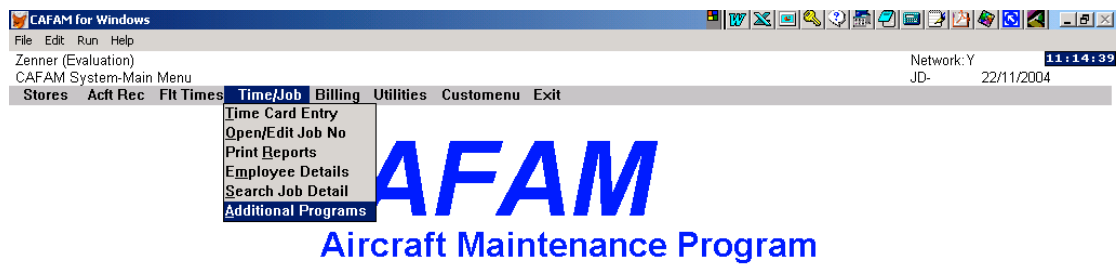 CAFAM for Windows
File Edit Run Help
Zenner (Evaluation) Network: Y 11:14:39
CAFAM System-Main Menu JD- 22/11/2004
Stores Acft Rec Flt Times Time/Job Billing Utilities Customenu Exit
Time Card Entry
Open/Edit Job No
Print Reports
Employee Details
Search Job Detail
Additional Programs
AFAM
Aircraft Maintenance Program